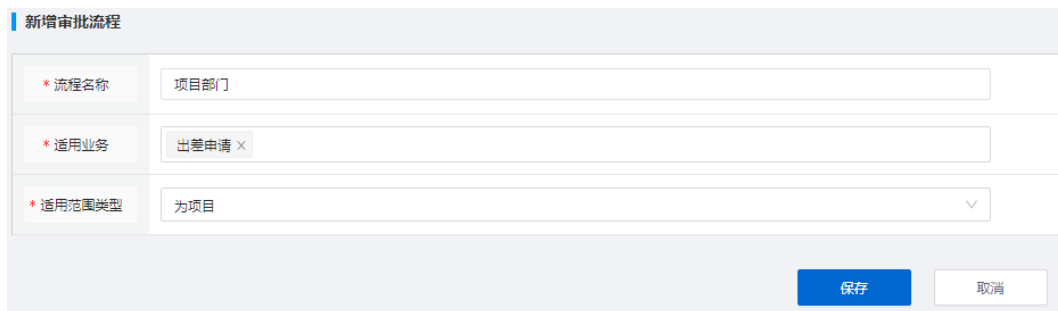 新增审批流程
* 流程名称 项目部门
* 适用业务 出差申请 ×
* 适用范围类型 为项目
保存 取消